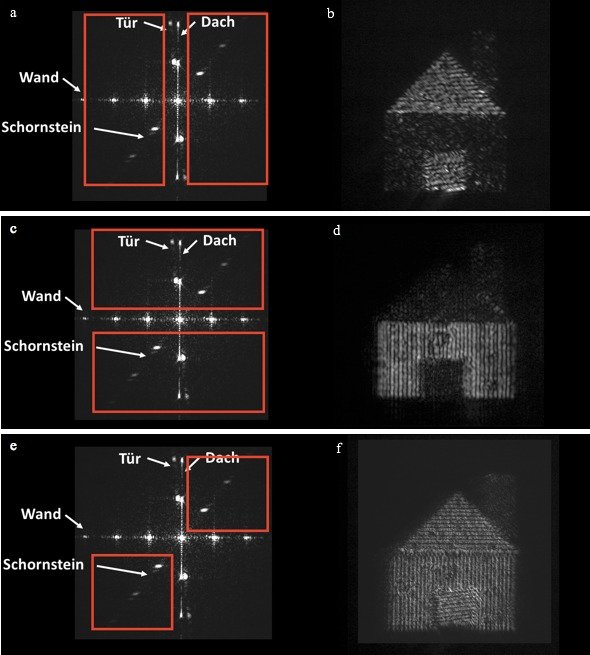 a
Tür
Dach
Wand
Schornstein
b
c
Tür
Dach
Wand
Schornstein
d
e
Tür
Dach
Wand
Schornstein
f